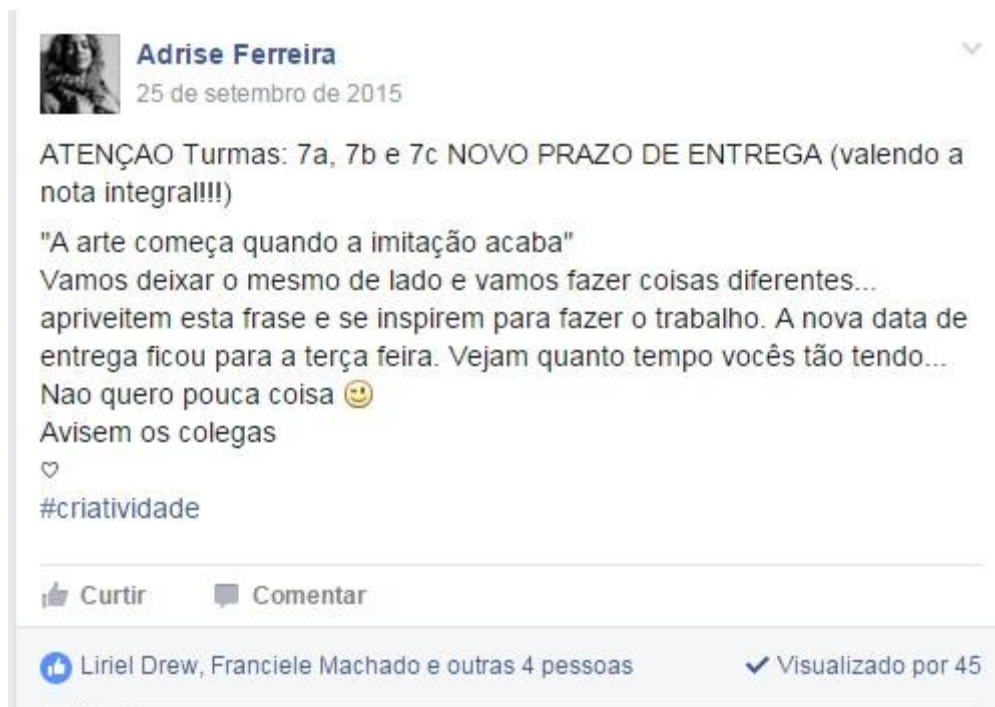 Adrise Ferreira
25 de setembro de 2015
ATENÇAO Turmas: 7a, 7b e 7c NOVO PRAZO DE ENTREGA (valendo a
nota integral!!!)
"A arte começa quando a imitação acaba"
Vamos deixar o mesmo de lado e vamos fazer coisas diferentes...
apriveitem esta frase e se inspirem para fazer o trabalho. A nova data de
entrega ficou para a terça feira. Vejam quanto tempo vocês tão tendo...
Nao quero pouca coisa 😉
Avisem os colegas
♡
#criatividade
Curtir Comentar
Liriel Drew, Franciele Machado e outras 4 pessoas ✓ Visualizado por 45